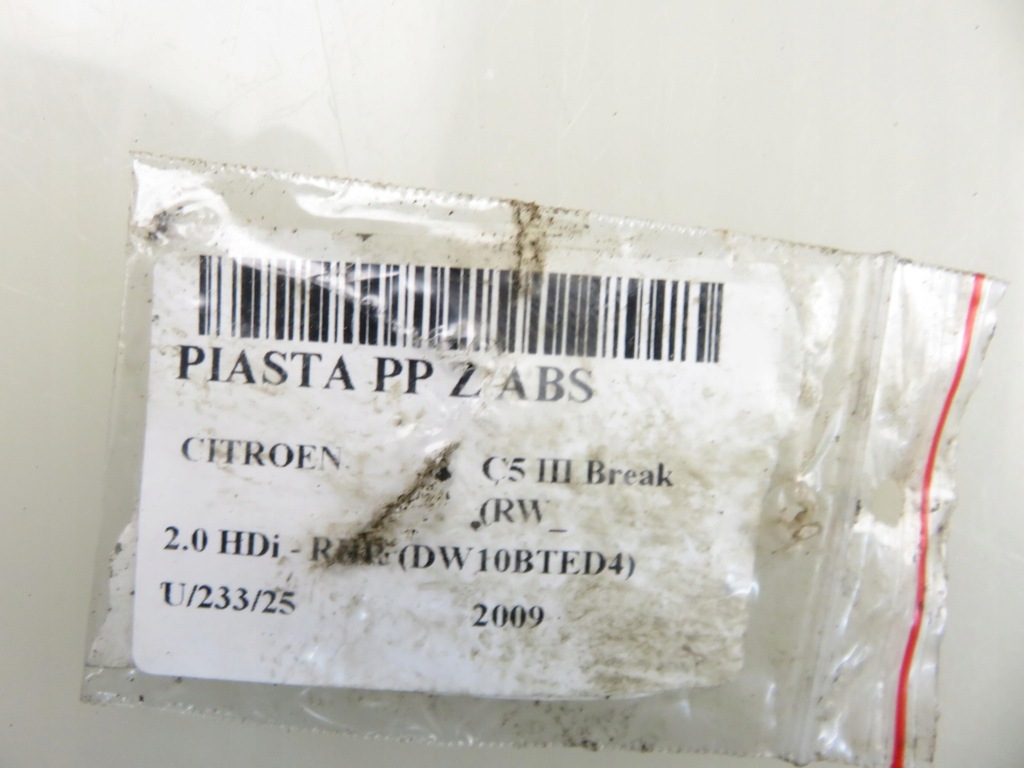 PIASTA PP Z ABS
CITROEN C5 III Break
(RW_
2.0 HDi - (DW10BTED4)
U/233/25 2009